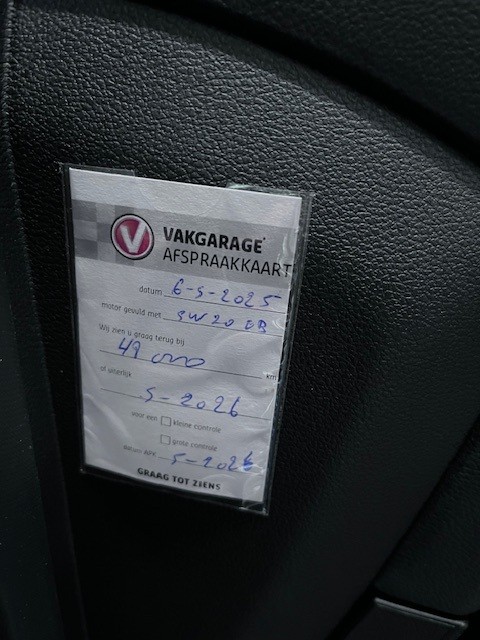 V VAKGARAGE
AFSPRAAKKAART
datum 6-5-2025
motor gevuld met 5W20 EB
Wij zien u graag terug bij
49 000 km
of uiterlijk
5-2026
voor een kleine controle
grote controle
datum APK 5-2026
GRAAG TOT ZIENS